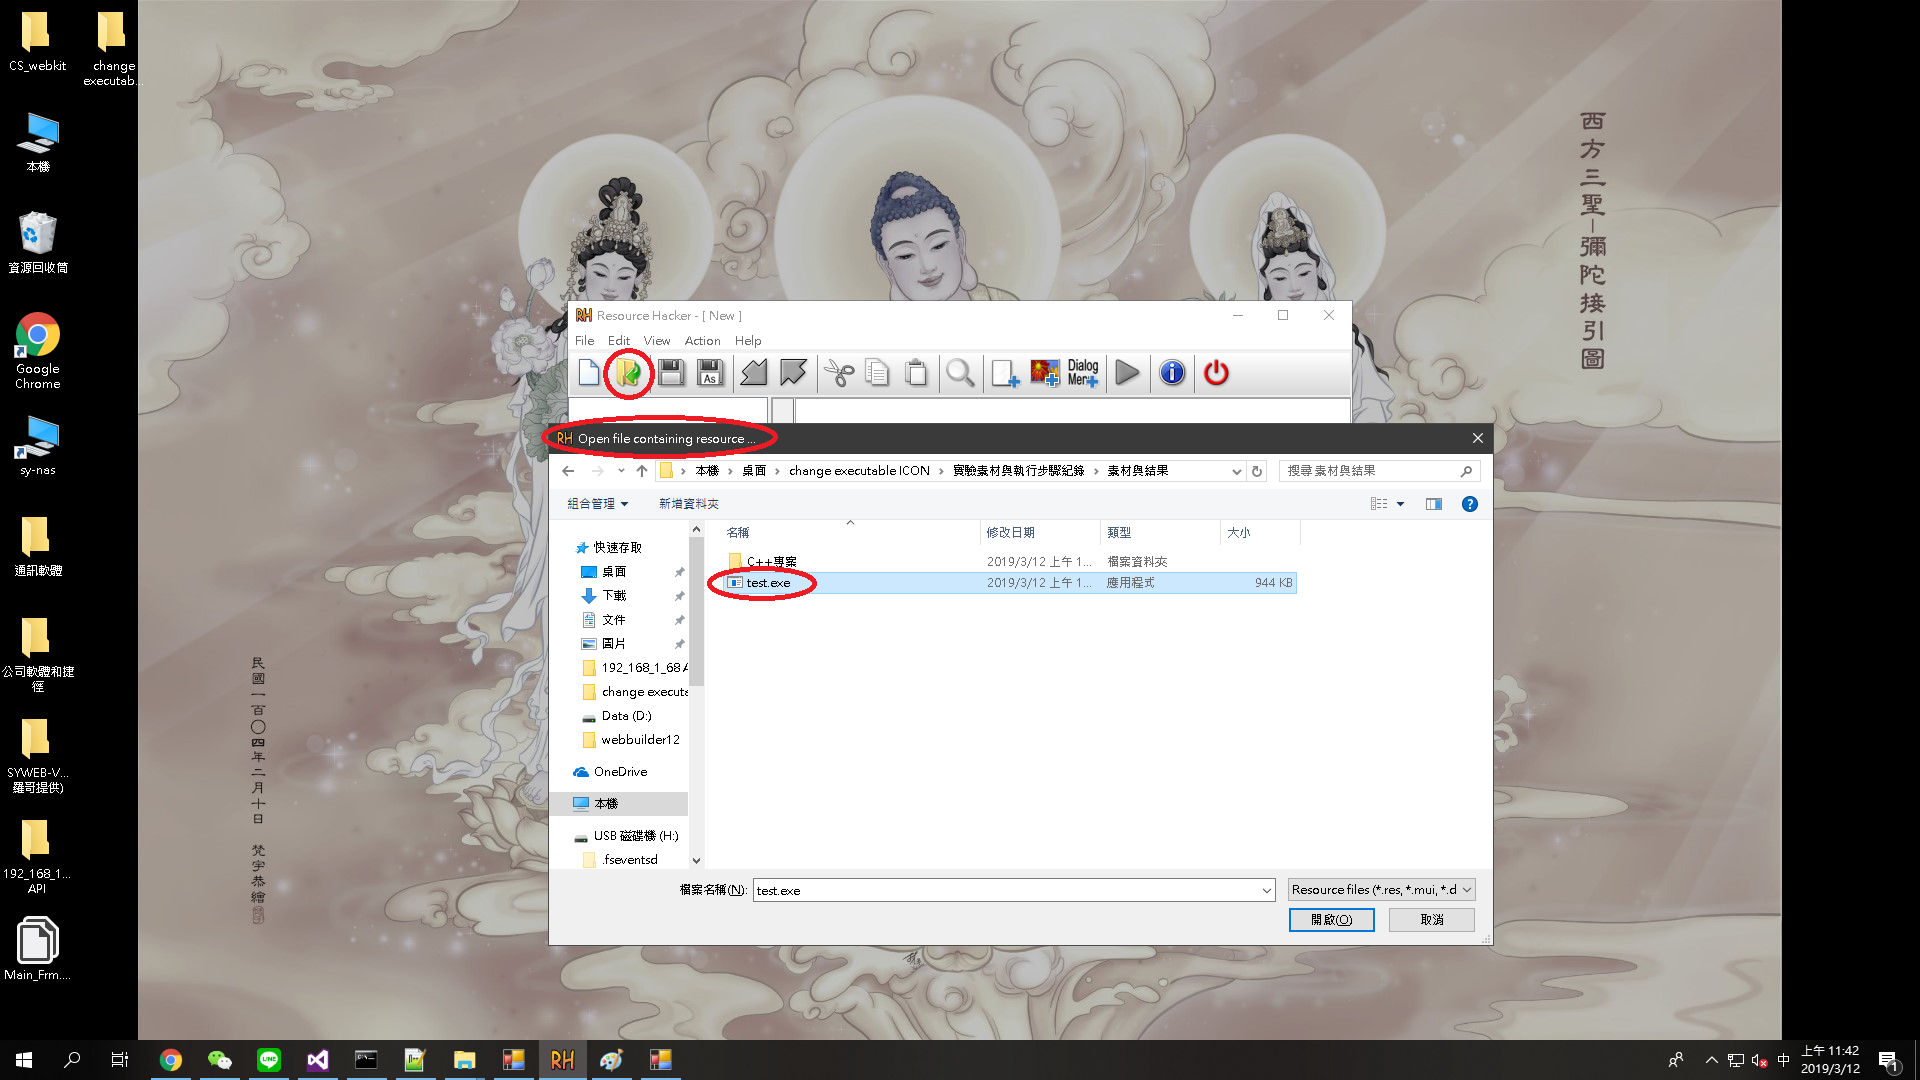 CS_webkit
change
executab...
本機
資源回收筒
Google
Chrome
sy-nas
通訊軟體
公司軟體和捷
徑
SYWEB-V...
羅哥提供)
192_168_1...
API
Main_Frm....
西方三聖—彌陀接引圖
民國一百〇四年二月十日 梵宇恭繪
RH Resource Hacker - [ New ]
File Edit View Action Help
As
Dialog
Menu
RH Open file containing resource ...
本機 › 桌面 › change executable ICON › 實驗素材與執行步驟紀錄 › 素材與結果
搜尋 素材與結果
組合管理
新增資料夾
名稱 修改日期 類型 大小
C++專案 2019/3/12 上午 1... 檔案資料夾
test.exe 2019/3/12 上午 1... 應用程式 944 KB
快速存取
桌面
下載
文件
圖片
192_168_1_68 A
change executa
Data (D:)
webbuilder12
OneDrive
本機
USB 磁碟機 (H:)
.fseventsd
檔案名稱(N): test.exe
Resource files (*.res, *.mui, *.d
開啟(O) 取消
RH
中
上午 11:42
2019/3/12
1